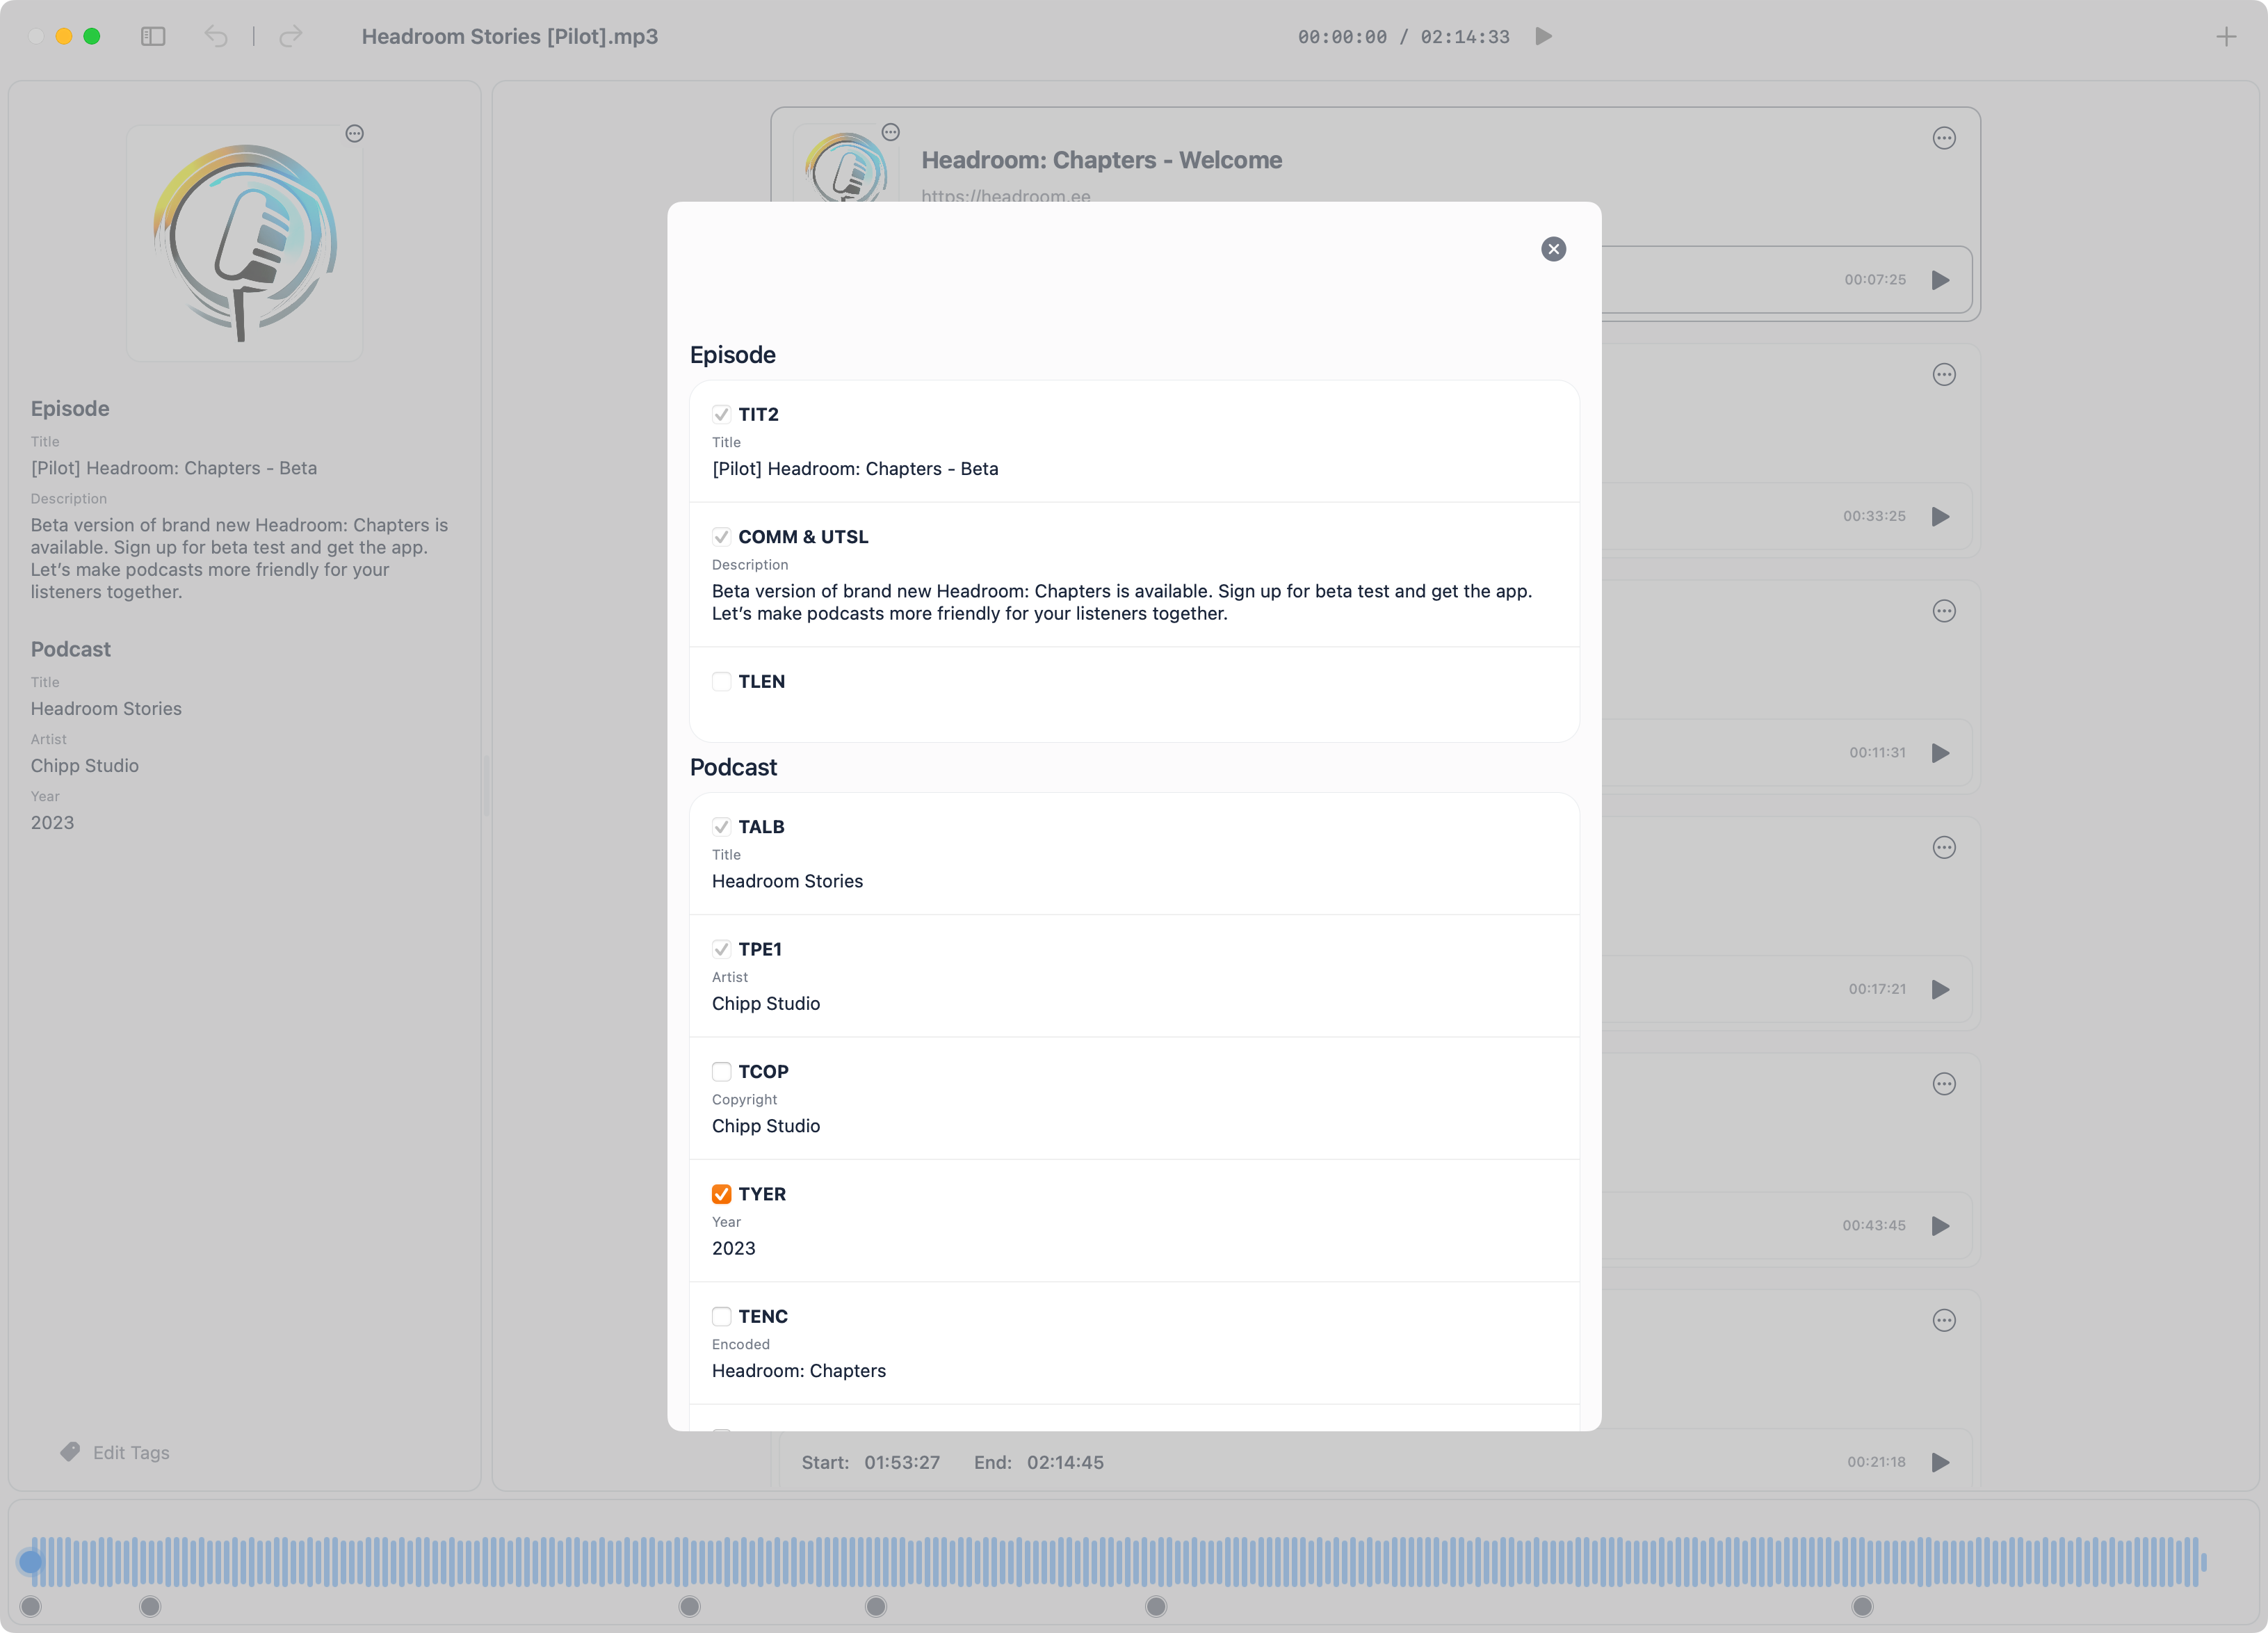 Headroom Stories [Pilot].mp3
00:00:00 / 02:14:33
Episode
Title
[Pilot] Headroom: Chapters - Beta
Description
Beta version of brand new Headroom: Chapters is
available. Sign up for beta test and get the app.
Let's make podcasts more friendly for your
listeners together.
Podcast
Title
Headroom Stories
Artist
Chipp Studio
Year
2023
Edit Tags
Headroom: Chapters - Welcome
https://headroom.ee
00:07:25
00:33:25
00:11:31
00:17:21
00:43:45
Start: 01:53:27 End: 02:14:45
00:21:18
Episode
TIT2
Title
[Pilot] Headroom: Chapters - Beta
COMM & UTSL
Description
Beta version of brand new Headroom: Chapters is available. Sign up for beta test and get the app.
Let's make podcasts more friendly for your listeners together.
TLEN
Podcast
TALB
Title
Headroom Stories
TPE1
Artist
Chipp Studio
TCOP
Copyright
Chipp Studio
TYER
Year
2023
TENC
Encoded
Headroom: Chapters